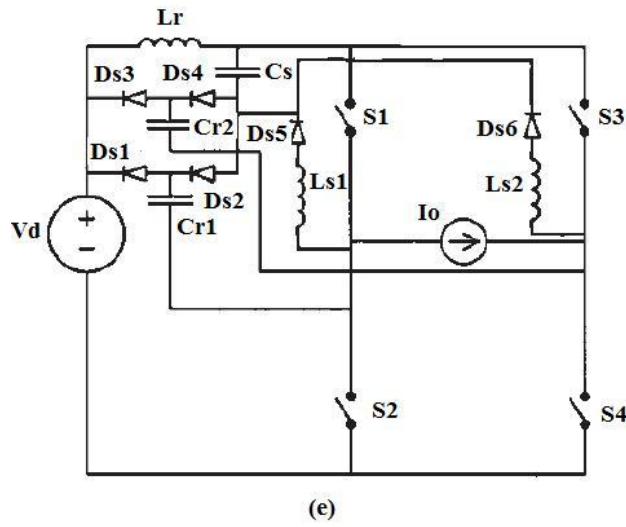 Lr
Ds3
Ds4
Cs
Cr2
Ds5
S1
Ds6
S3
Ds1
Ds2
Cr1
Ls1
Ls2
Io
Vd
+
−
S2
S4
(e)